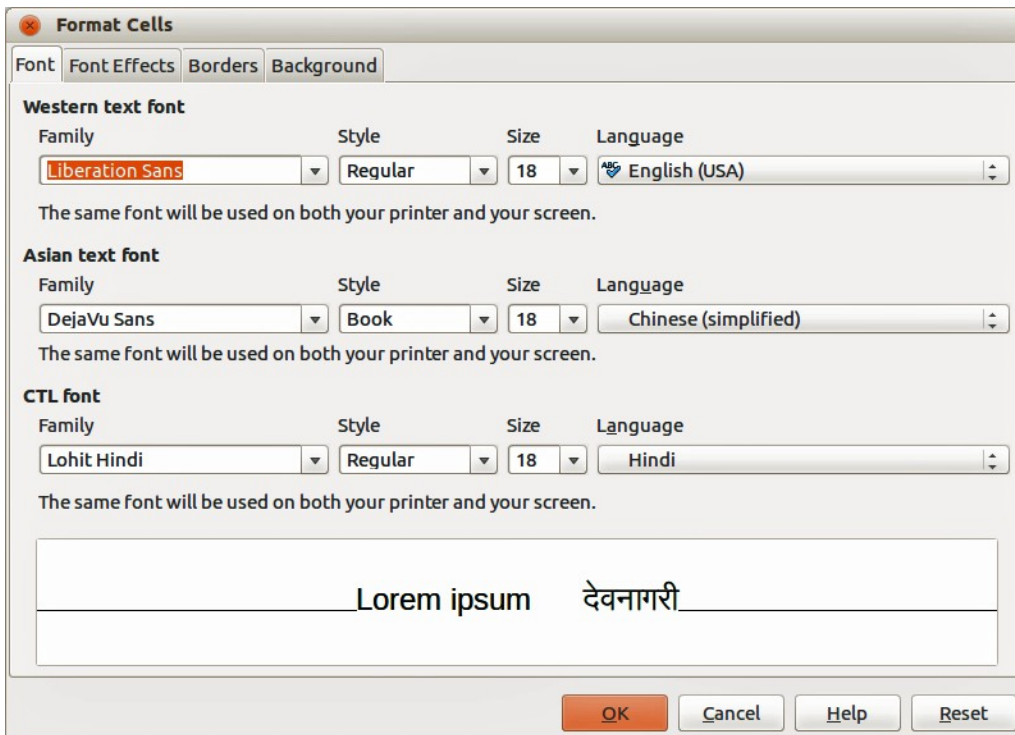 Format Cells
Font Font Effects Borders Background
Western text font
Family Style Size Language
Liberation Sans Regular 18 ABC English (USA)
The same font will be used on both your printer and your screen.
Asian text font
Family Style Size Language
DejaVu Sans Book 18 Chinese (simplified)
The same font will be used on both your printer and your screen.
CTL font
Family Style Size Language
Lohit Hindi Regular 18 Hindi
The same font will be used on both your printer and your screen.
Lorem ipsum देवनागरी
OK Cancel Help Reset